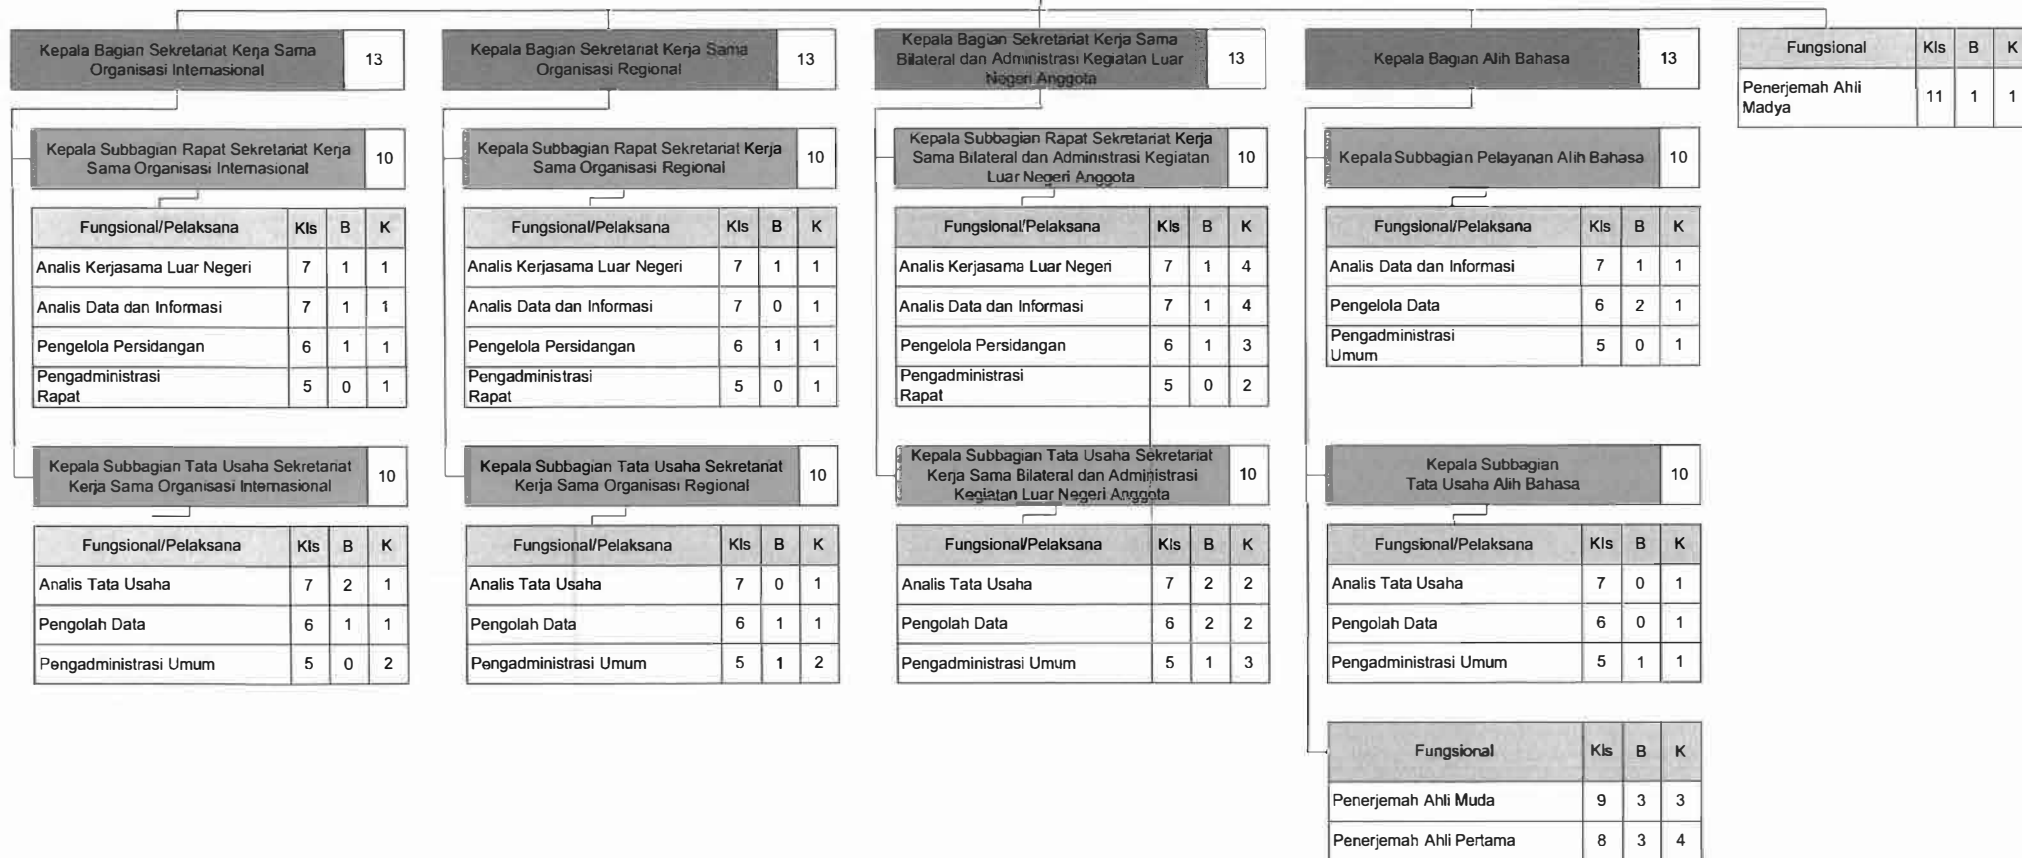 Kepala Bagian Sekretariat Kerja Sama
Organisasi Internasional
13
Kepala Bagian Sekretariat Kerja Sama
Organisasi Regional
13
Kepala Bagian Sekretariat Kerja Sama
Bilateral dan Administrasi Kegiatan Luar
Negeri Anggota
13
Kepala Bagian Alih Bahasa
13
Fungsional Kls B K
Penerjemah Ahli
Madya
11 1 1
Kepala Subbagian Rapat Sekretariat Kerja
Sama Organisasi Internasional
10
Fungsional/Pelaksana Kls B K
Analis Kerjasama Luar Negeri 7 1 1
Analis Data dan Informasi 7 1 1
Pengelola Persidangan 6 1 1
Pengadministrasi
Rapat
5 0 1
Kepala Subbagian Tata Usaha Sekretariat
Kerja Sama Organisasi Internasional
10
Fungsional/Pelaksana Kls B K
Analis Tata Usaha 7 2 1
Pengolah Data 6 1 1
Pengadministrasi Umum 5 0 2
Kepala Subbagian Rapat Sekretariat Kerja
Sama Organisasi Regional
10
Fungsional/Pelaksana Kls B K
Analis Kerjasama Luar Negeri 7 1 1
Analis Data dan Informasi 7 0 1
Pengelola Persidangan 6 1 1
Pengadministrasi
Rapat
5 0 1
Kepala Subbagian Tata Usaha Sekretariat
Kerja Sama Organisasi Regional
10
Fungsional/Pelaksana Kls B K
Analis Tata Usaha 7 0 1
Pengolah Data 6 1 1
Pengadministrasi Umum 5 1 2
Kepala Subbagian Rapat Sekretariat Kerja
Sama Bilateral dan Administrasi Kegiatan
Luar Negeri Anggota
10
Fungsional/Pelaksana Kls B K
Analis Kerjasama Luar Negeri 7 1 4
Analis Data dan Informasi 7 1 4
Pengelola Persidangan 6 1 3
Pengadministrasi
Rapat
5 0 2
Kepala Subbagian Tata Usaha Sekretariat
Kerja Sama Bilateral dan Administrasi
Kegiatan Luar Negeri Anggota
10
Fungsional/Pelaksana Kls B K
Analis Tata Usaha 7 2 2
Pengolah Data 6 2 2
Pengadministrasi Umum 5 1 3
Kepala Subbagian Pelayanan Alih Bahasa
10
Fungsional/Pelaksana Kls B K
Analis Data dan Informasi 7 1 1
Pengelola Data 6 2 1
Pengadministrasi
Umum
5 0 1
Kepala Subbagian
Tata Usaha Alih Bahasa
10
Fungsional/Pelaksana Kls B K
Analis Tata Usaha 7 0 1
Pengolah Data 6 0 1
Pengadministrasi Umum 5 1 1
Fungsional Kls B K
Penerjemah Ahli Muda 9 3 3
Penerjemah Ahli Pertama 8 3 4